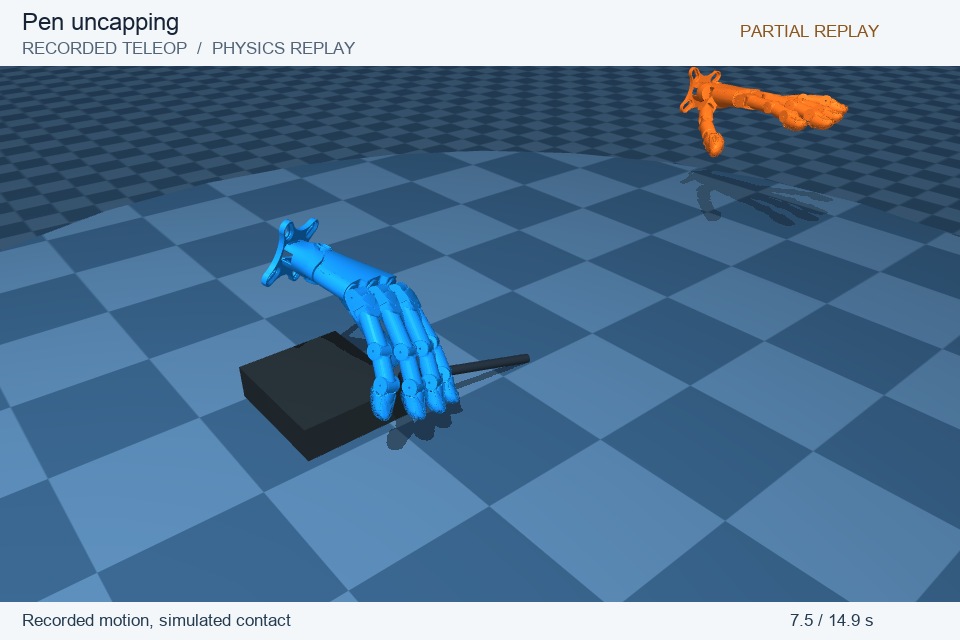 Pen uncapping
RECORDED TELEOP / PHYSICS REPLAY
PARTIAL REPLAY
Recorded motion, simulated contact
7.5 / 14.9 s